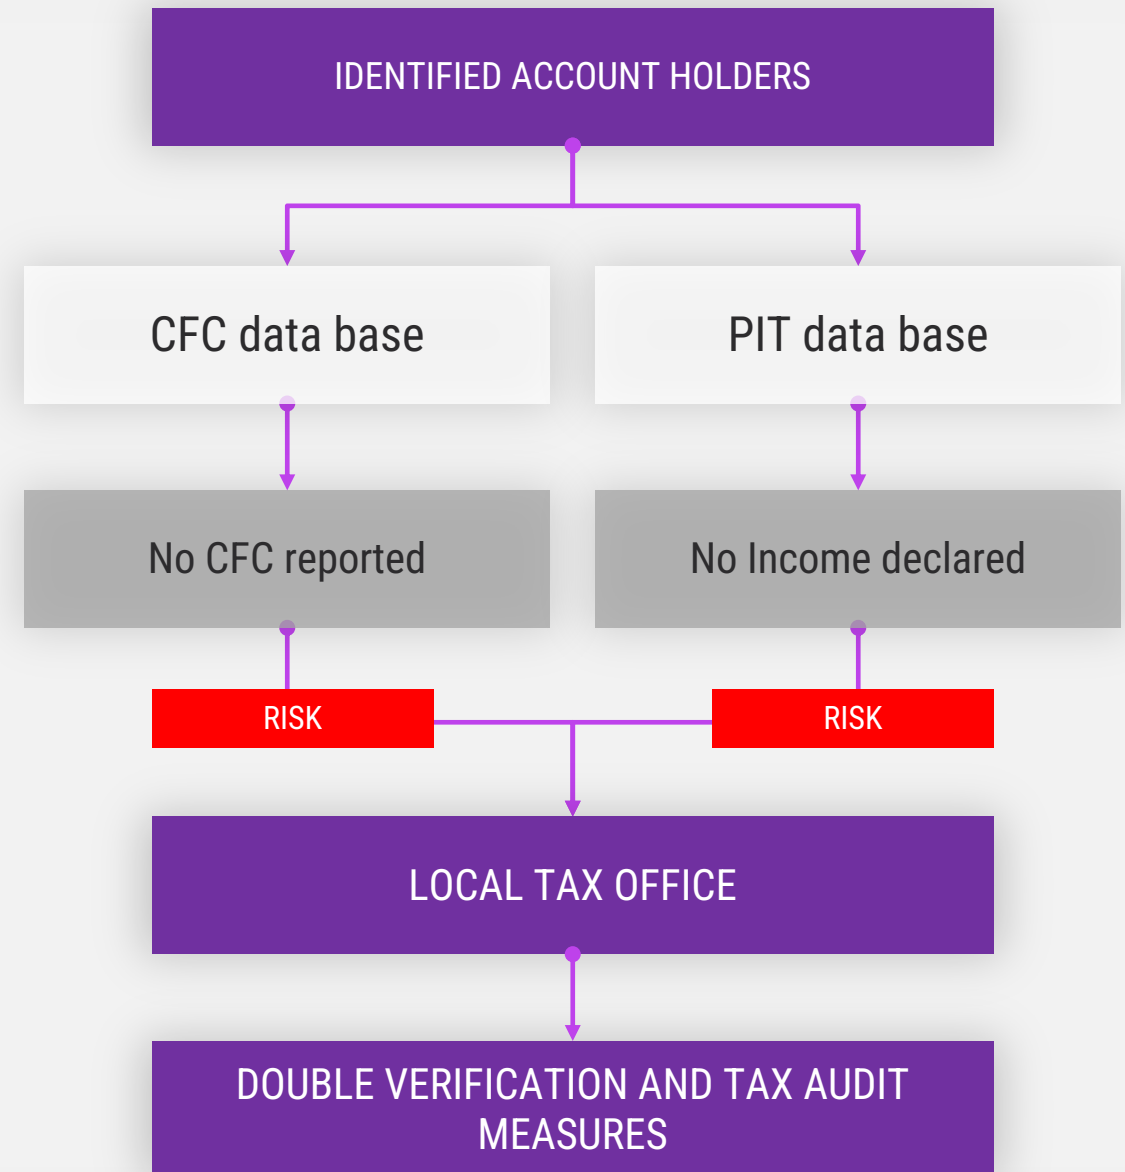 IDENTIFIED ACCOUNT HOLDERS
CFC data base
PIT data base
No CFC reported
No Income declared
RISK
RISK
LOCAL TAX OFFICE
DOUBLE VERIFICATION AND TAX AUDIT
MEASURES